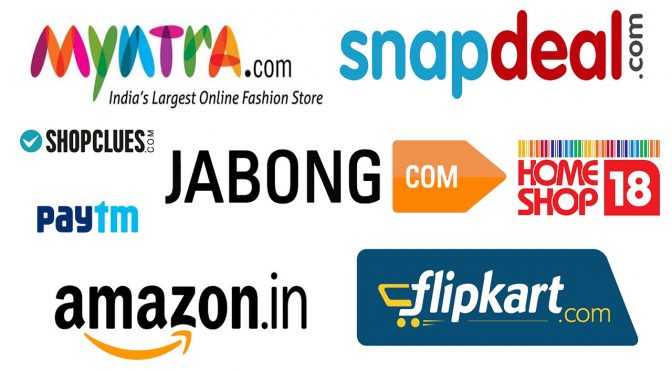 myntra.com
India's Largest Online Fashion Store
snapdeal.com
SHOPCLUES.COM
JABONG COM
HOME SHOP 18
paytm
amazon.in
flipkart.com